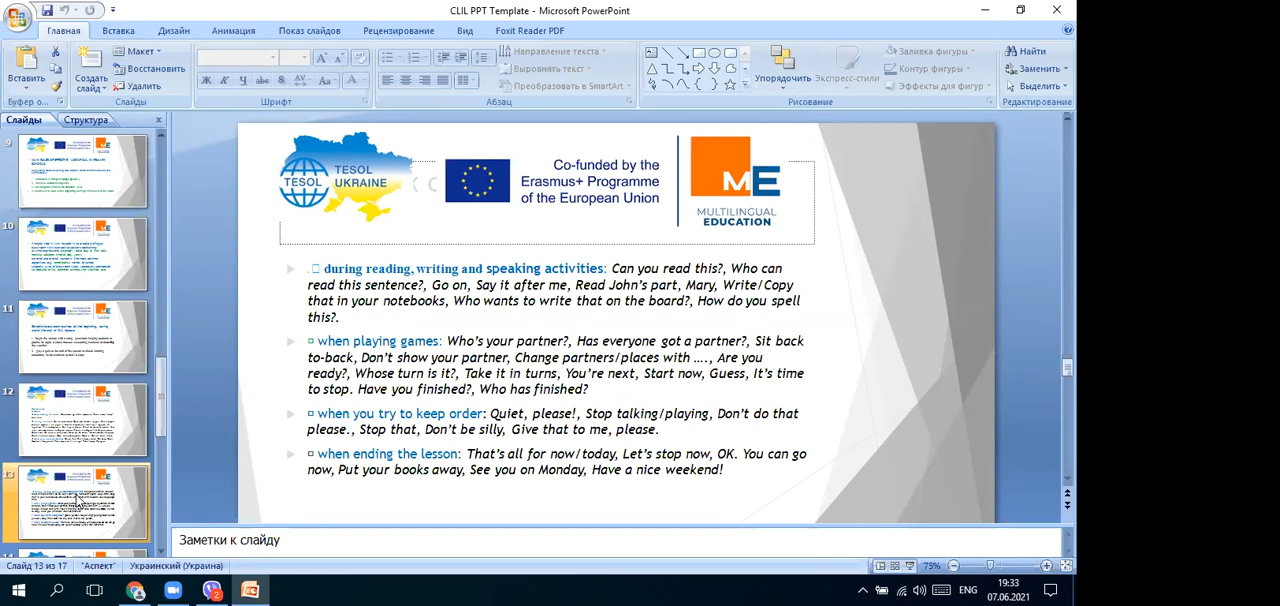 CLIL PPT Template - Microsoft PowerPoint
Главная Вставка Дизайн Анимация Показ слайдов Рецензирование Вид Foxit Reader PDF
Вставить
Создать слайд
Макет
Восстановить
Удалить
Ж К Ч abc S AV Aa А
Направление текста
Выровнять текст
Преобразовать в SmartArt
Упорядочить
Экспресс-стили
Заливка фигуры
Контур фигуры
Эффекты для фигур
Найти
Заменить
Выделить
Буфер о... Слайды Шрифт Абзац Рисование Редактирование
Слайды Структура
9
10
11
12
13
TESOL
TESOL
UKRAINE
Co-funded by the
Erasmus+ Programme
of the European Union
ME
MULTILINGUAL
EDUCATION
during reading, writing and speaking activities: Can you read this?, Who can
read this sentence?, Go on, Say it after me, Read John's part, Mary, Write/Copy
that in your notebooks, Who wants to write that on the board?, How do you spell
this?.
when playing games: Who's your partner?, Has everyone got a partner?, Sit back
to-back, Don't show your partner, Change partners/places with …., Are you
ready?, Whose turn is it?, Take it in turns, You're next, Start now, Guess, It's time
to stop. Have you finished?, Who has finished?
when you try to keep order: Quiet, please!, Stop talking/playing, Don't do that
please., Stop that, Don't be silly, Give that to me, please.
when ending the lesson: That's all for now/today, Let's stop now, OK. You can go
now, Put your books away, See you on Monday, Have a nice weekend!
Заметки к слайду
Слайд 13 из 17 "Аспект" Украинский (Украина) 75%
ENG
19:33
07.06.2021
2